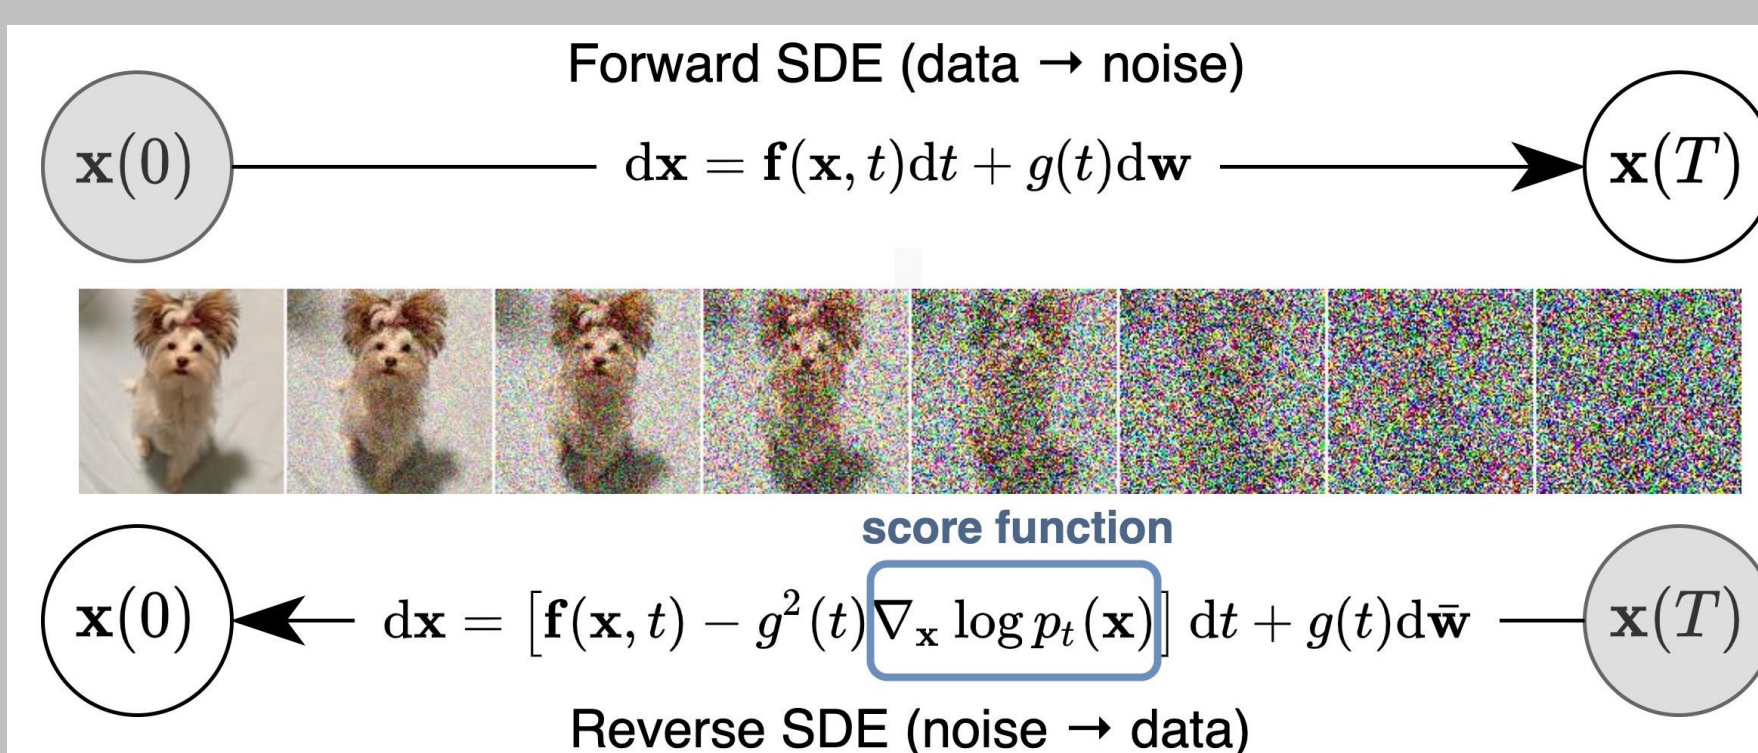 Forward SDE (data → noise)
x(0) dx = f(x, t)dt + g(t)dw x(T)
score function
x(0) dx = [f(x, t) − g²(t)∇ₓ log pₜ(x)] dt + g(t)dw̄ x(T)
Reverse SDE (noise → data)